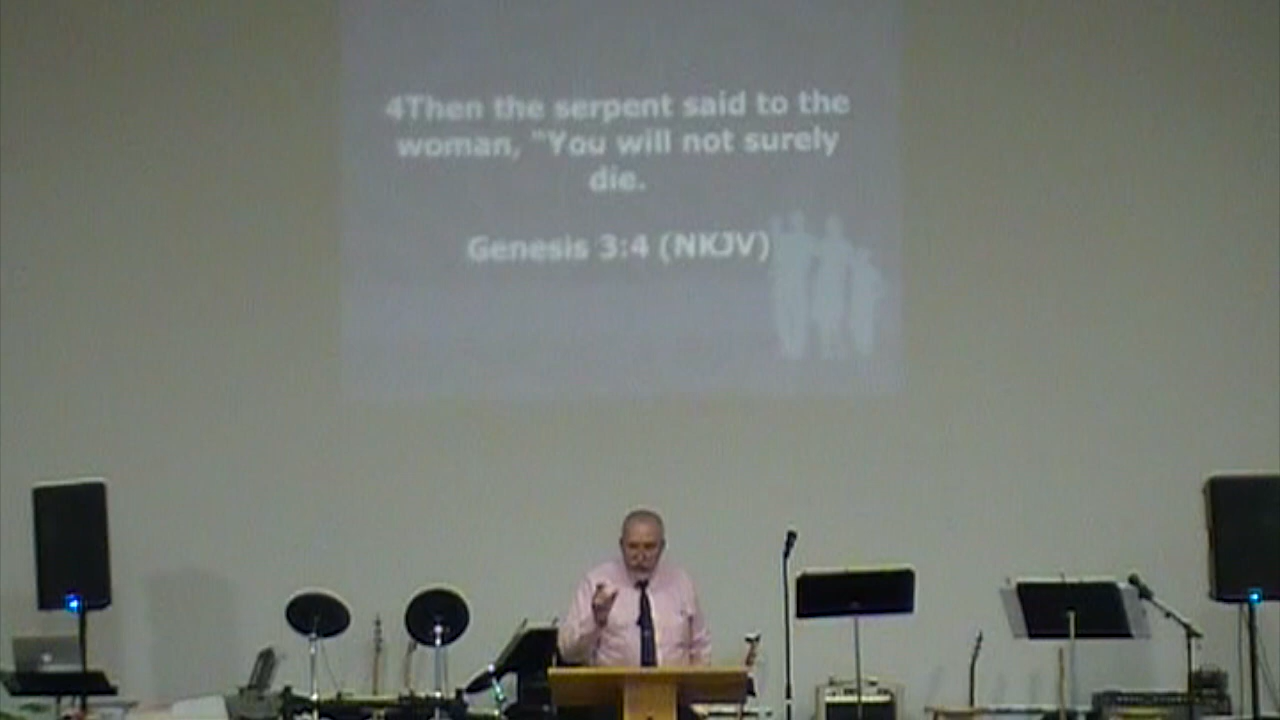 4Then the serpent said to the
woman, "You will not surely
die.
Genesis 3:4 (NKJV)